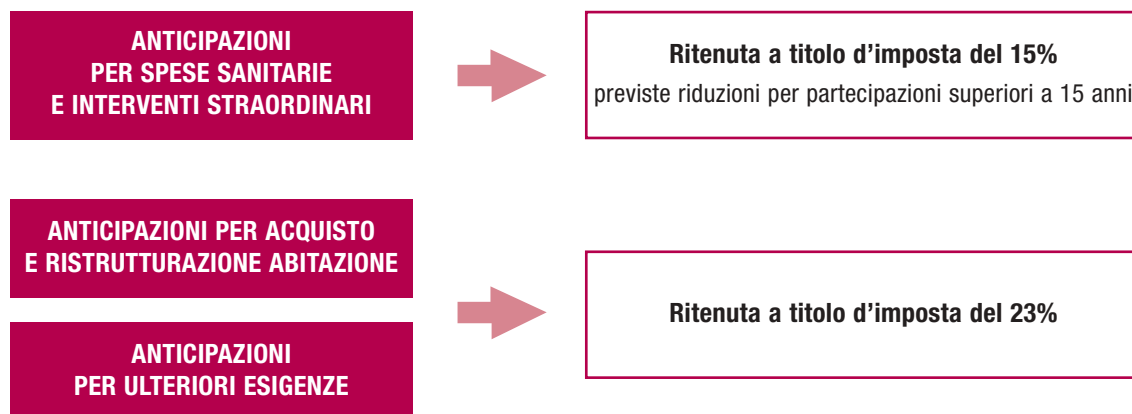 ANTICIPAZIONI
PER SPESE SANITARIE
E INTERVENTI STRAORDINARI
Ritenuta a titolo d’imposta del 15%
previste riduzioni per partecipazioni superiori a 15 anni
ANTICIPAZIONI PER ACQUISTO
E RISTRUTTURAZIONE ABITAZIONE
ANTICIPAZIONI
PER ULTERIORI ESIGENZE
Ritenuta a titolo d’imposta del 23%